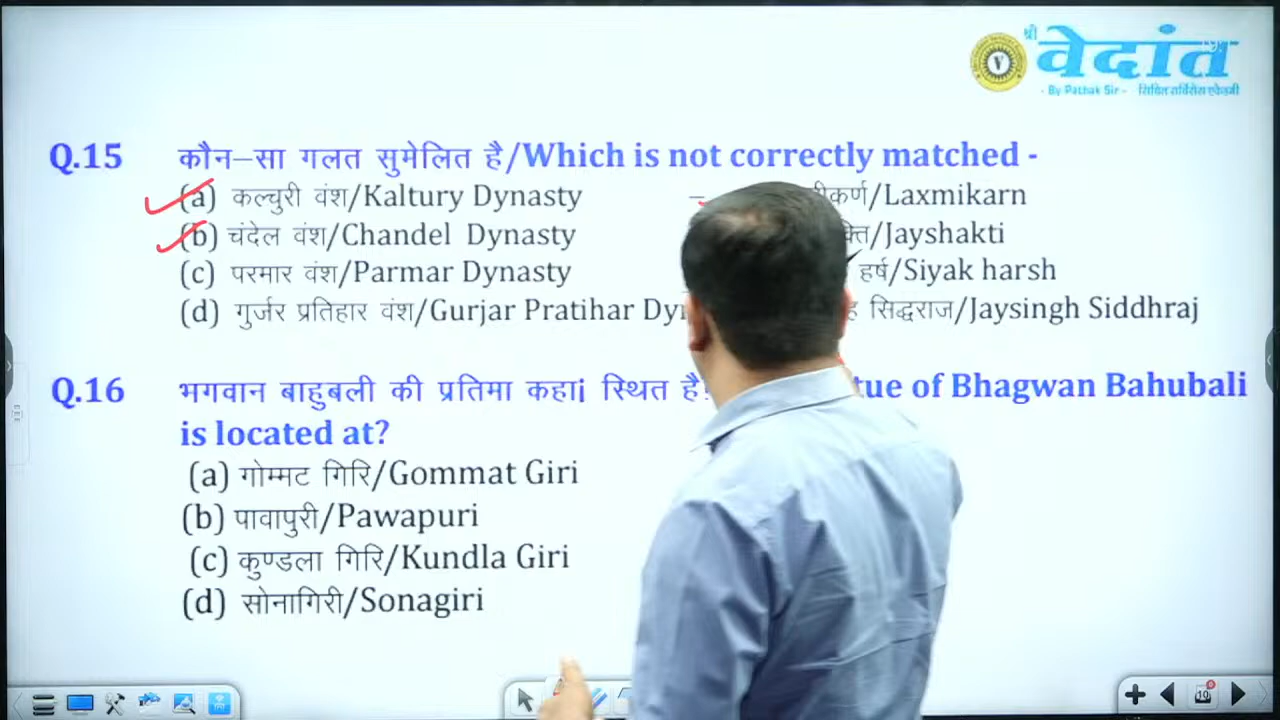 श्री
वेदांत
- By Pathak Sir - सिविल सर्विसेस एकेडमी
V
Q.15 कौन–सा गलत सुमेलित है/Which is not correctly matched -
(a) कल्चुरी वंश/Kaltury Dynasty – /Laxmikarn
(b) चंदेल वंश/Chandel Dynasty /Jayshakti
(c) परमार वंश/Parmar Dynasty हर्ष/Siyak harsh
(d) गुर्जर प्रतिहार वंश/Gurjar Pratihar सिद्धराज/Jaysingh Siddhraj
Q.16 भगवान बाहुबली की प्रतिमा कहाi स्थित है of Bhagwan Bahubali
is located at?
(a) गोम्मट गिरि/Gommat Giri
(b) पावापुरी/Pawapuri
(c) कुण्डला गिरि/Kundla Giri
(d) सोनागिरी/Sonagiri
10